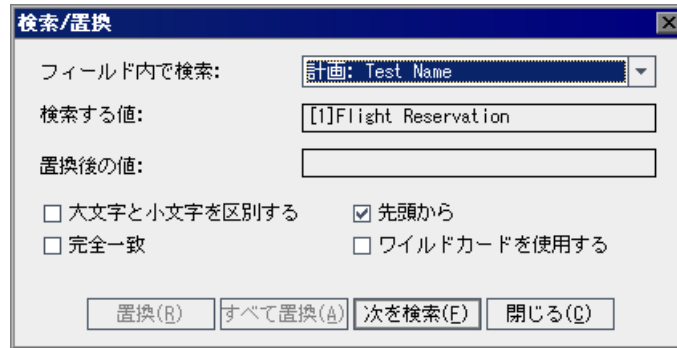 検索/置換
フィールド内で検索: 計画: Test Name
検索する値: [1]Flight Reservation
置換後の値:
大文字と小文字を区別する 先頭から
完全一致 ワイルドカードを使用する
置換(R) すべて置換(A) 次を検索(F) 閉じる(C)